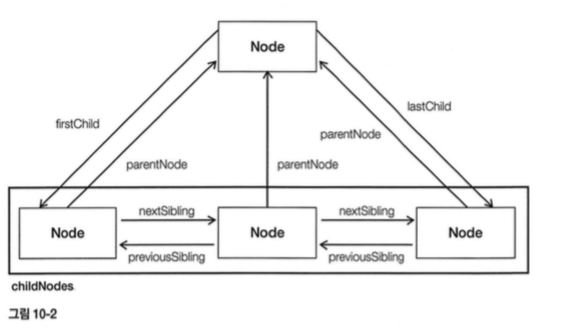 Node
firstChild
lastChild
parentNode
parentNode
parentNode
Node
nextSibling
previousSibling
Node
nextSibling
previousSibling
Node
childNodes
그림 10-2